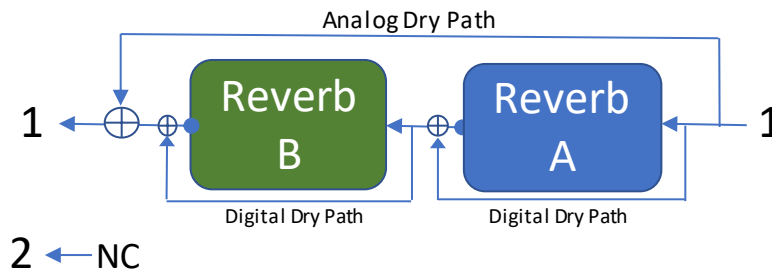 Analog Dry Path
1
Reverb
B
Reverb
A
1
Digital Dry Path
Digital Dry Path
2
NC